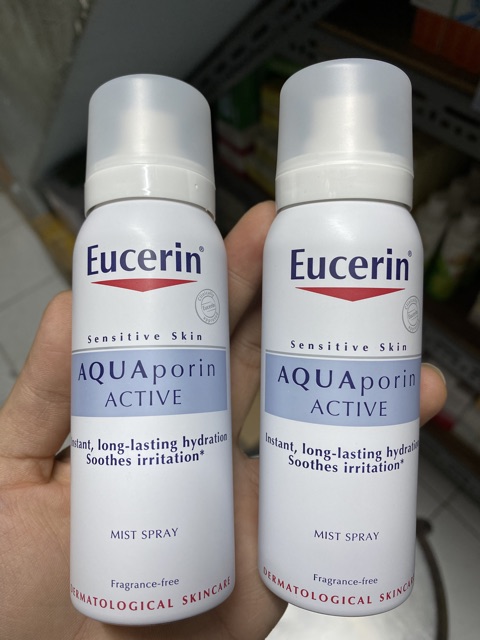 Eucerin®
Sensitive Skin
AQUAporin
ACTIVE
Instant, long-lasting hydration
Soothes irritation*
MIST SPRAY
Fragrance-free
DERMATOLOGICAL SKINCARE
Eucerin®
Sensitive Skin
AQUAporin
ACTIVE
Instant, long-lasting hydration
Soothes irritation*
MIST SPRAY
Fragrance-free
DERMATOLOGICAL SKINCARE